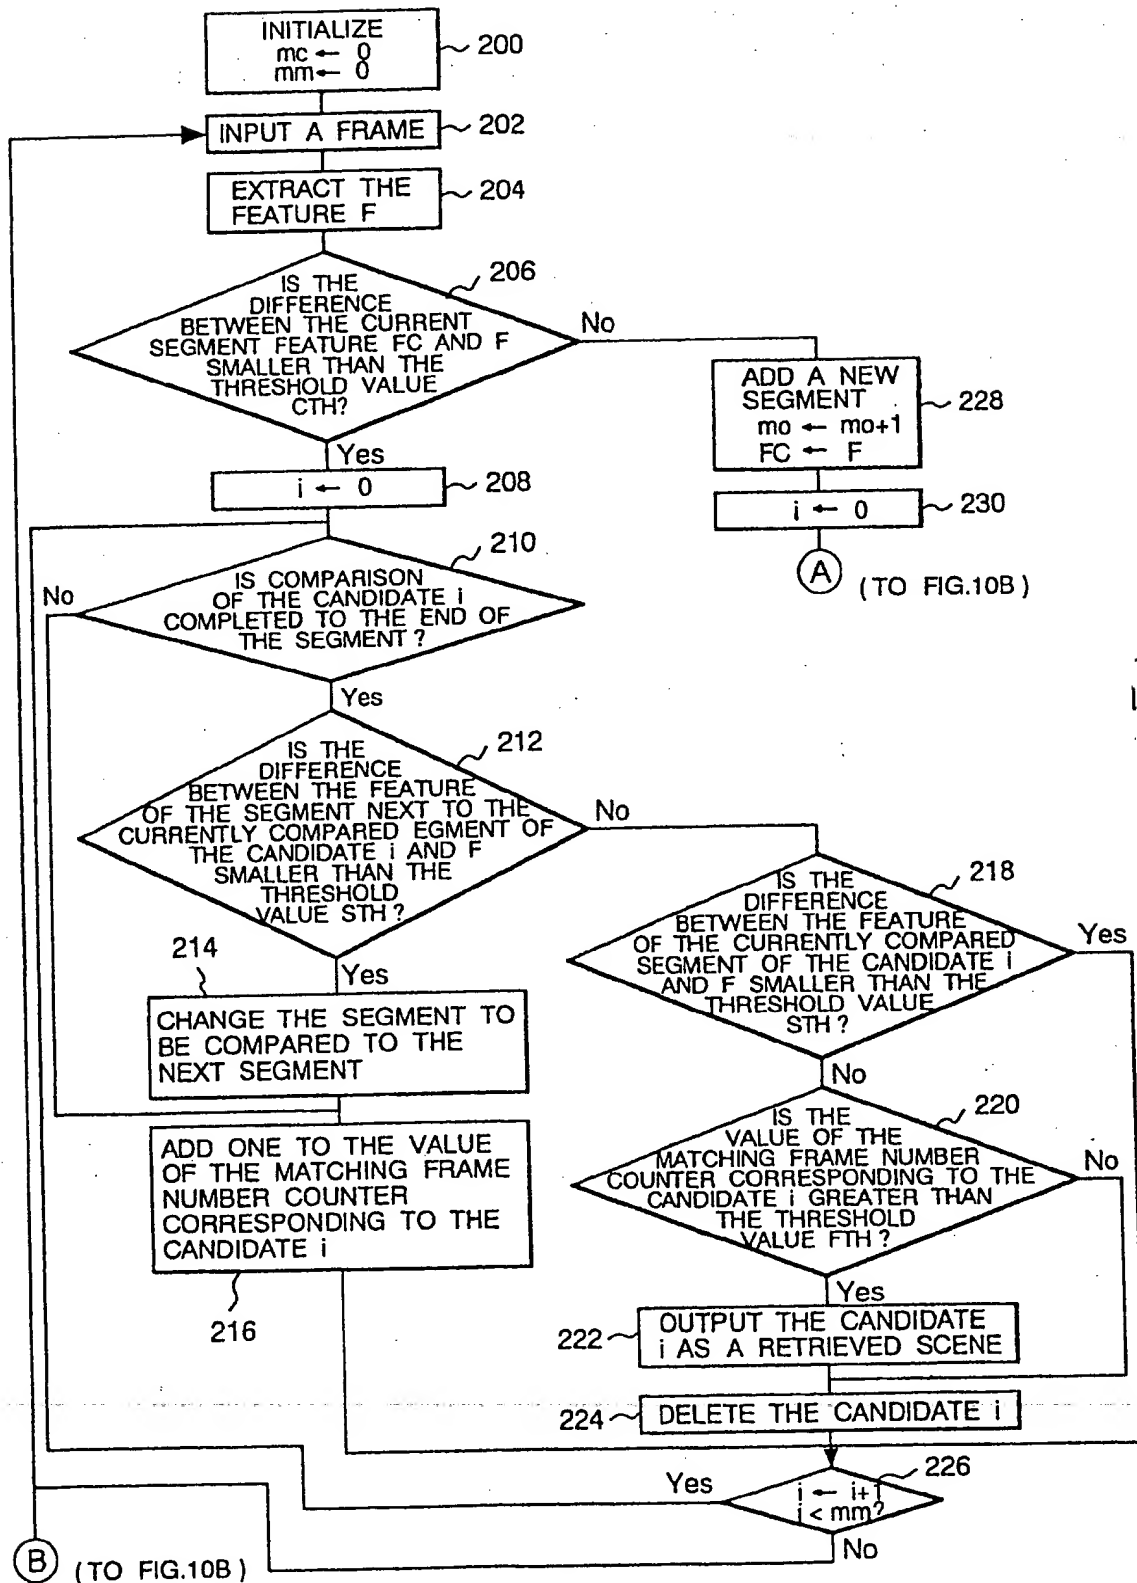 INITIALIZE
mc ← 0
mm ← 0
200
INPUT A FRAME
202
EXTRACT THE
FEATURE F
204
IS THE
DIFFERENCE
BETWEEN THE CURRENT
SEGMENT FEATURE FC AND F
SMALLER THAN THE
THRESHOLD VALUE
CTH?
206
No
Yes
ADD A NEW
SEGMENT
mo ← mo+1
FC ← F
228
i ← 0
208
i ← 0
230
A
(TO FIG.10B)
IS COMPARISON
OF THE CANDIDATE i
COMPLETED TO THE END OF
THE SEGMENT?
210
No
Yes
IS THE
DIFFERENCE
BETWEEN THE FEATURE
OF THE SEGMENT NEXT TO THE
CURRENTLY COMPARED EGMENT OF
THE CANDIDATE i AND F
SMALLER THAN THE
THRESHOLD
VALUE STH?
212
No
Yes
214
CHANGE THE SEGMENT TO
BE COMPARED TO THE
NEXT SEGMENT
IS THE
DIFFERENCE
BETWEEN THE FEATURE
OF THE CURRENTLY COMPARED
SEGMENT OF THE CANDIDATE i
AND F SMALLER THAN THE
THRESHOLD VALUE
STH?
218
Yes
No
ADD ONE TO THE VALUE
OF THE MATCHING FRAME
NUMBER COUNTER
CORRESPONDING TO THE
CANDIDATE i
216
IS THE
VALUE OF THE
MATCHING FRAME NUMBER
COUNTER CORRESPONDING TO THE
CANDIDATE i GREATER THAN
THE THRESHOLD
VALUE FTH?
220
No
Yes
222
OUTPUT THE CANDIDATE
i AS A RETRIEVED SCENE
224
DELETE THE CANDIDATE i
226
i ← i+1
i < mm?
Yes
No
B
(TO FIG.10B)